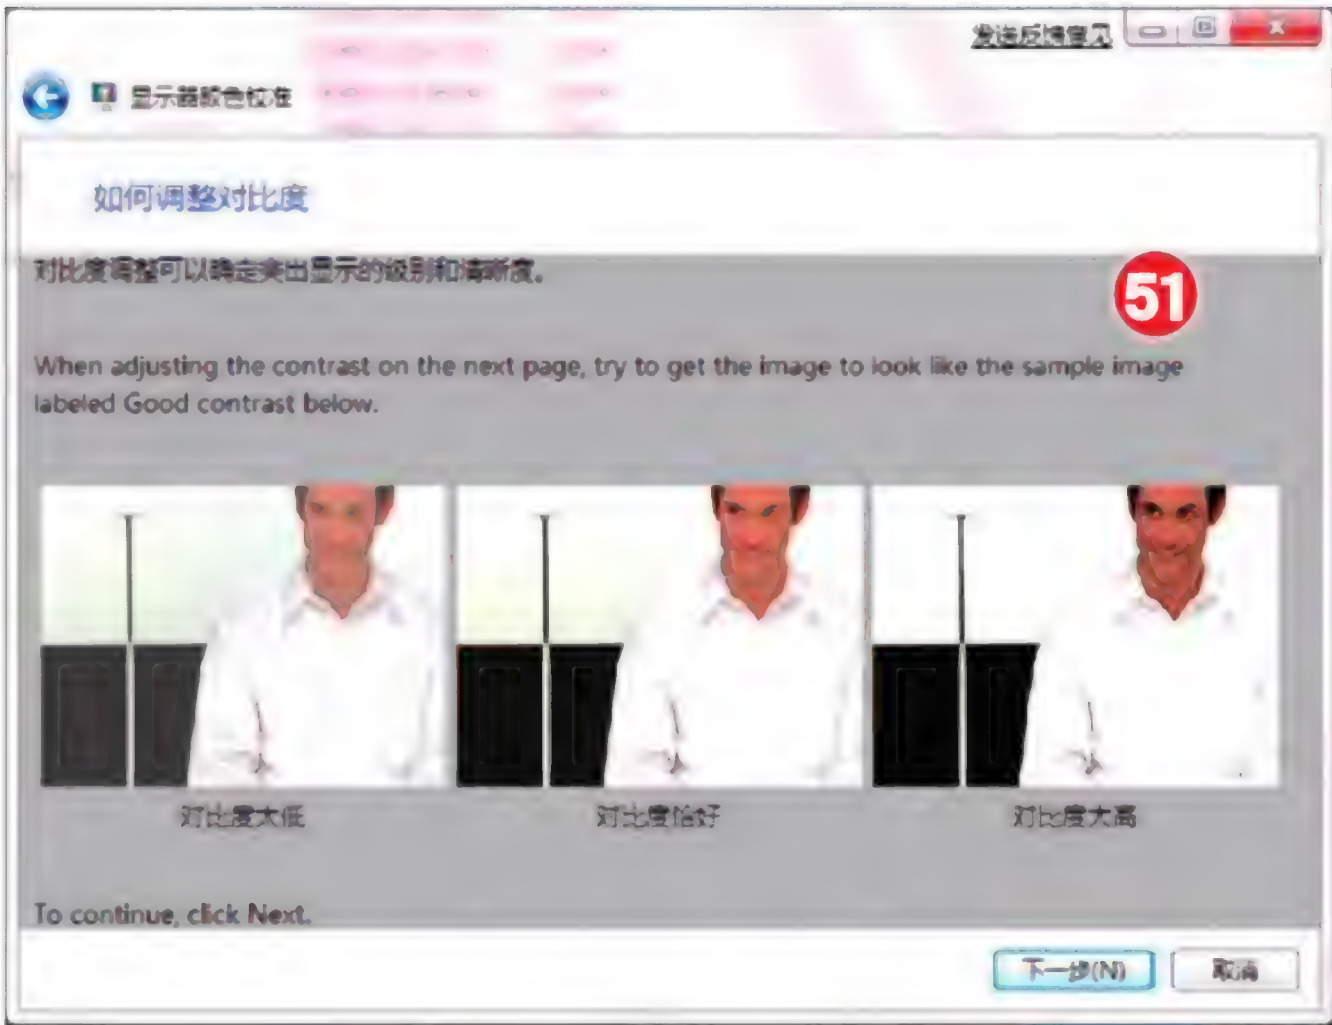 发送反馈意见
显示器颜色校准
如何调整对比度
对比度调整可以确定突出显示的级别和清晰度。
51
When adjusting the contrast on the next page, try to get the image to look like the sample image
labeled Good contrast below.
对比度太低
对比度恰好
对比度太高
To continue, click Next.
下一步(N)
取消